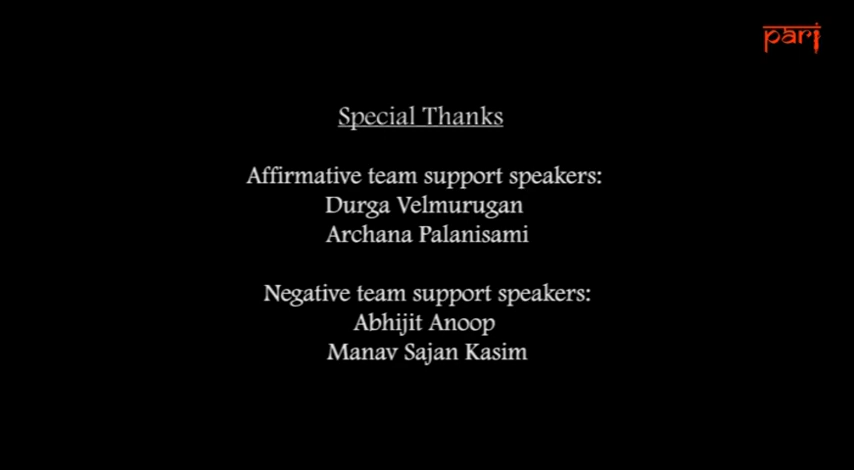 pari
Special Thanks
Affirmative team support speakers:
Durga Velmurugan
Archana Palanisami
Negative team support speakers:
Abhijit Anoop
Manav Sajan Kasim